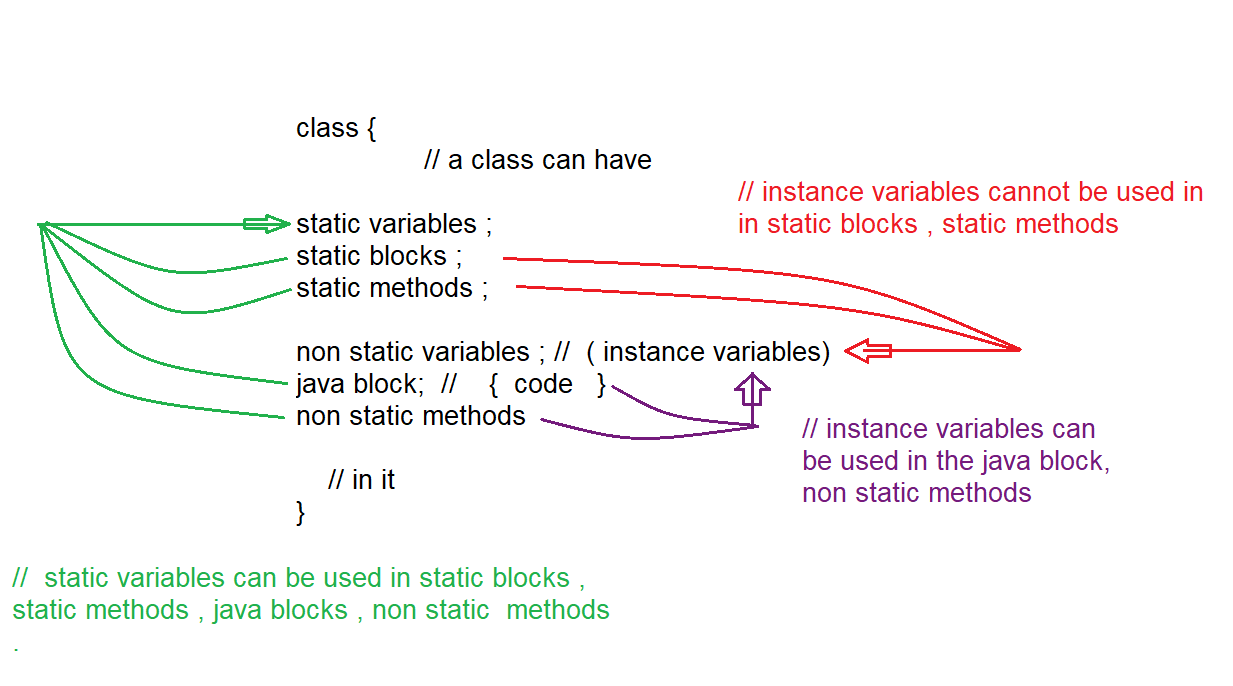 class {
// a class can have
// instance variables cannot be used in
in static blocks , static methods
static variables ;
static blocks ;
static methods ;
non static variables ; // ( instance variables)
java block; // { code }
non static methods
// instance variables can
be used in the java block,
non static methods
// in it
}
// static variables can be used in static blocks ,
static methods , java blocks , non static methods
.